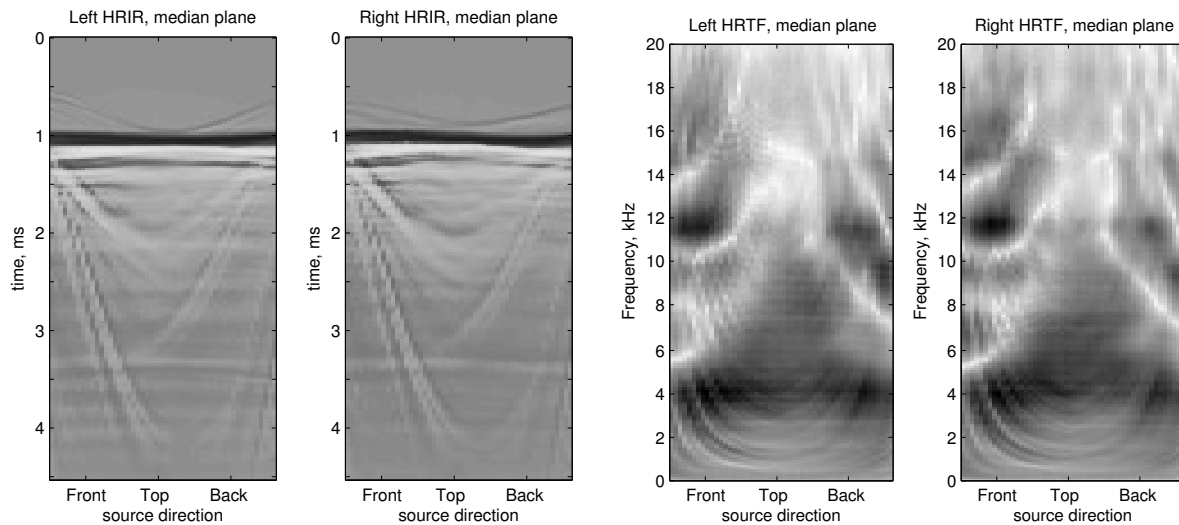 Left HRIR, median plane
0
1
2
3
4
time, ms
Front Top Back
source direction
Right HRIR, median plane
0
1
2
3
4
Front Top Back
source direction
Left HRTF, median plane
20
18
16
14
12
10
8
6
4
2
0
Frequency, kHz
Front Top Back
source direction
Right HRTF, median plane
20
18
16
14
12
10
8
6
4
2
0
Frequency, kHz
Front Top Back
source direction